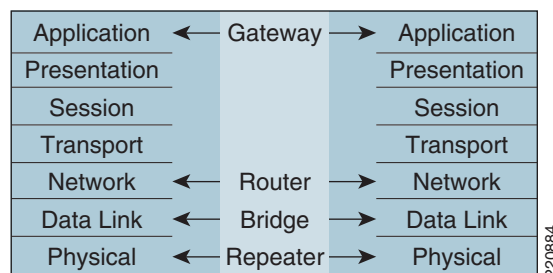 Application Gateway Application
Presentation Presentation
Session Session
Transport Transport
Network Router Network
Data Link Bridge Data Link
Physical Repeater Physical